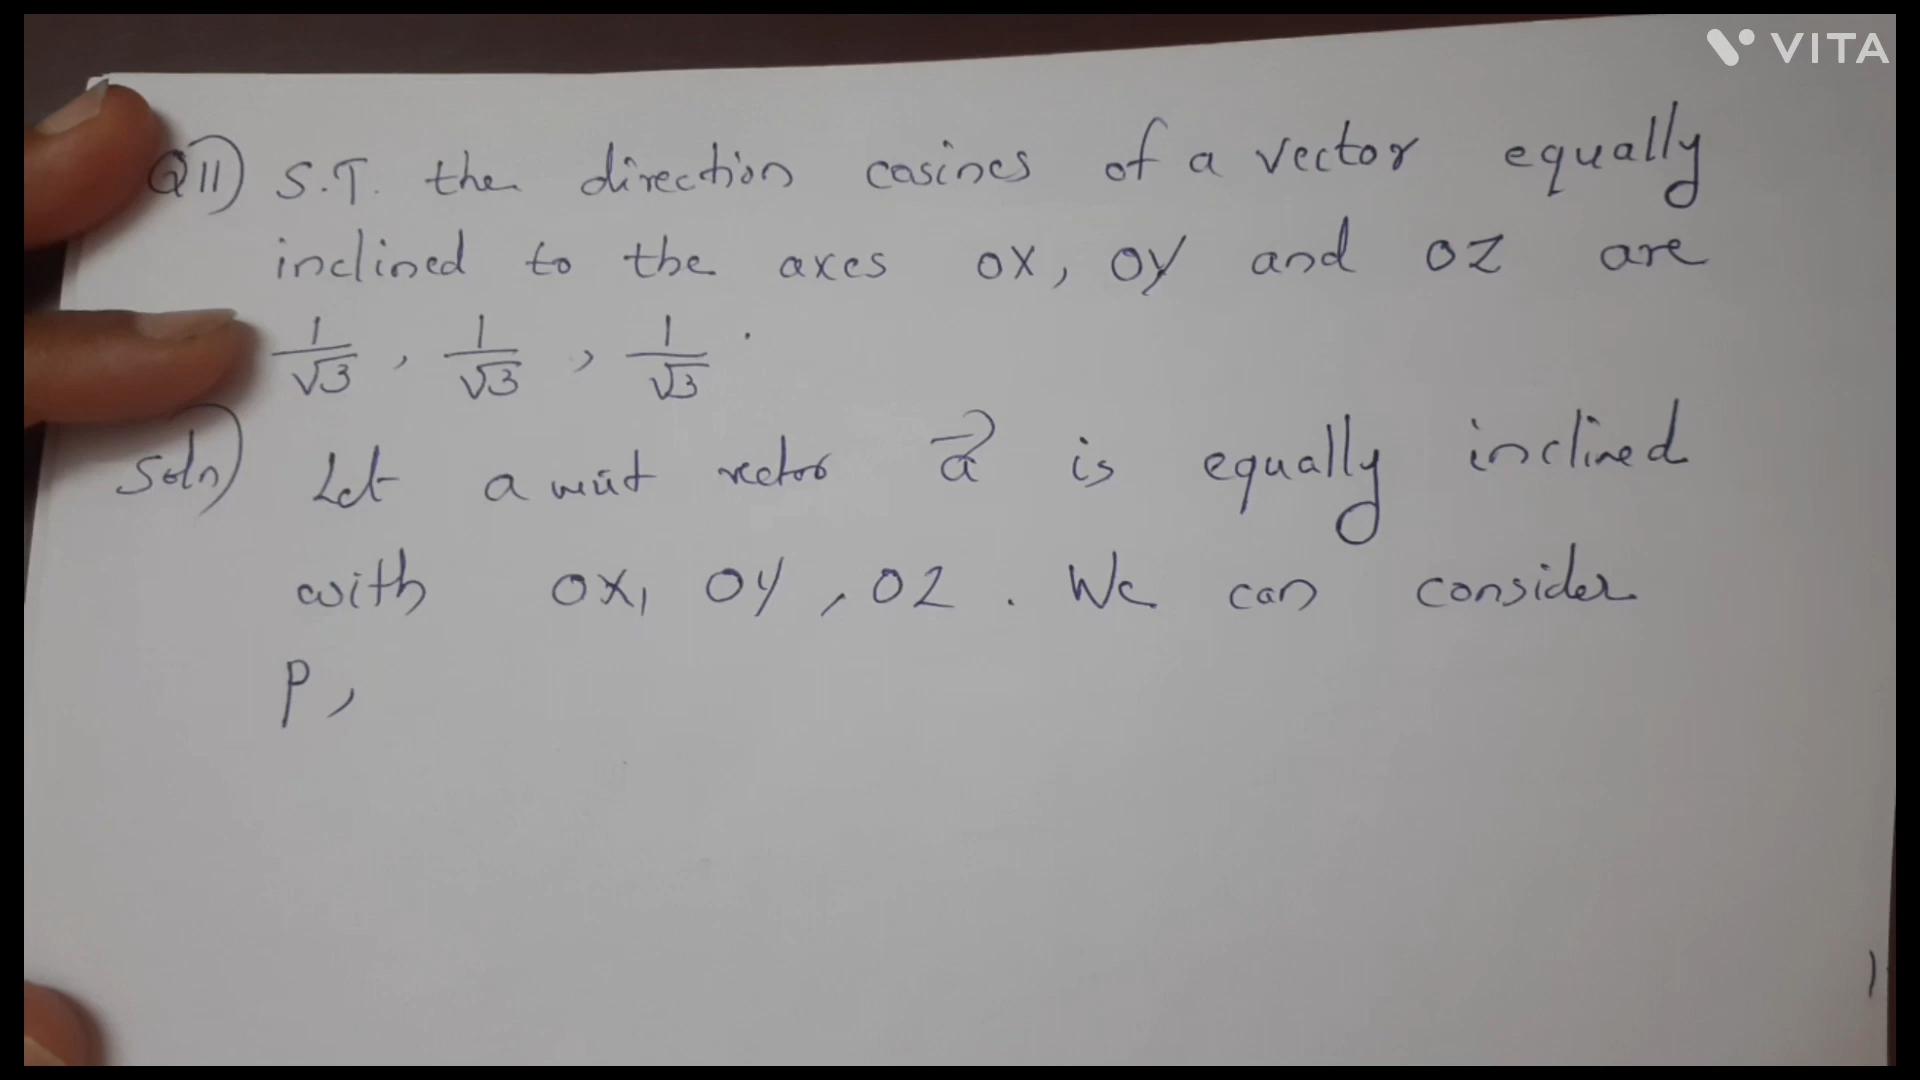 VITA
Q11) S.T. the direction cosines of a vector equally
inclined to the axes OX, OY and OZ are
1/√3, 1/√3, 1/√3.
Soln) Let a unit vector a⃗ is equally inclined
with OX, OY, OZ. We can consider
P,